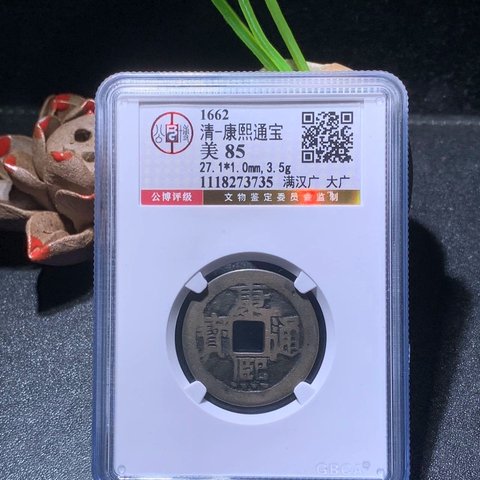 1662
清-康熙通宝
美 85
27.1*1.0mm,3.5g
1118273735 满汉广 大广
公博评级
文物鉴定委员会监制
康熙通寶
GBCA